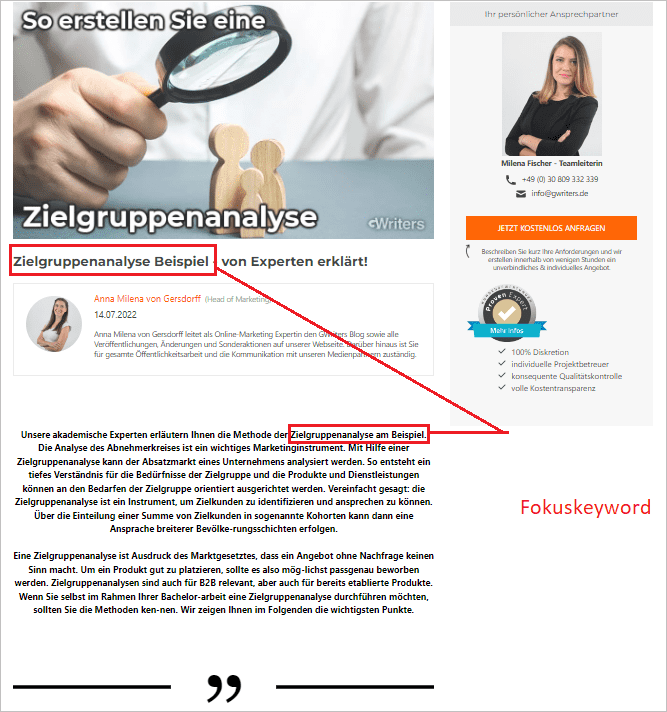 So erstellen Sie eine
Zielgruppenanalyse
GWriters
Zielgruppenanalyse Beispiel - von Experten erklärt!
Anna Milena von Gersdorff (Head of Marketing)
14.07.2022
Anna Milena von Gersdorff leitet als Online-Marketing Expertin den GWriters Blog sowie alle
Veröffentlichungen, Änderungen und Sonderaktionen auf unserer Webseite. Darüber hinaus ist Sie
für gesamte Öffentlichkeitsarbeit und die Kommunikation mit unseren Medienpartnern zuständig.
Unsere akademische Experten erläutern Ihnen die Methode der Zielgruppenanalyse am Beispiel.
Die Analyse des Abnehmerkreises ist ein wichtiges Marketinginstrument. Mit Hilfe einer
Zielgruppenanalyse kann der Absatzmarkt eines Unternehmens analysiert werden. So entsteht ein
tiefes Verständnis für die Bedürfnisse der Zielgruppe und die Produkte und Dienstleistungen
können an den Bedarfen der Zielgruppe orientiert ausgerichtet werden. Vereinfacht gesagt: die
Zielgruppenanalyse ist ein Instrument, um Zielkunden zu identifizieren und ansprechen zu können.
Über die Einteilung einer Summe von Zielkunden in sogenannte Kohorten kann dann eine
Ansprache breiterer Bevölke-rungsschichten erfolgen.
Eine Zielgruppenanalyse ist Ausdruck des Marktgesetztes, dass ein Angebot ohne Nachfrage keinen
Sinn macht. Um ein Produkt gut zu platzieren, sollte es also mög-lichst passgenau beworben
werden. Zielgruppenanalysen sind auch für B2B relevant, aber auch für bereits etablierte Produkte.
Wenn Sie selbst im Rahmen Ihrer Bachelor-arbeit eine Zielgruppenanalyse durchführen möchten,
sollten Sie die Methoden ken-nen. Wir zeigen Ihnen im Folgenden die wichtigsten Punkte.
”
Ihr persönlicher Ansprechpartner
Milena Fischer - Teamleiterin
+49 (0) 30 809 332 339
info@gwriters.de
JETZT KOSTENLOS ANFRAGEN
Beschreiben Sie kurz Ihre Anforderungen und wir
erstellen innerhalb von wenigen Stunden ein
unverbindliches & individuelles Angebot.
Proven Expert
Mehr Infos
100% Diskretion
individuelle Projektbetreuer
konsequente Qualitätskontrolle
volle Kostentransparenz
Fokuskeyword